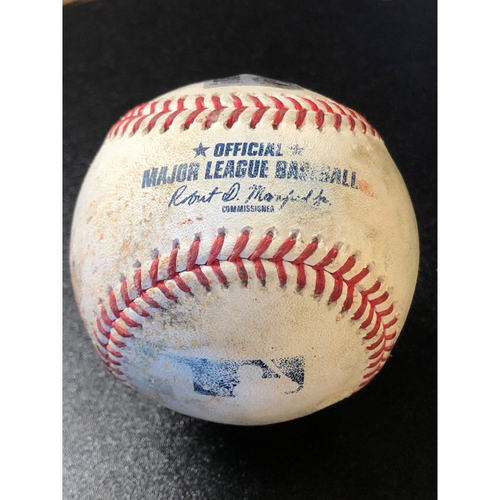 ★ OFFICIAL ★
MAJOR LEAGUE BASEBALL
Robert D. Manfred Jr.
COMMISSIONER